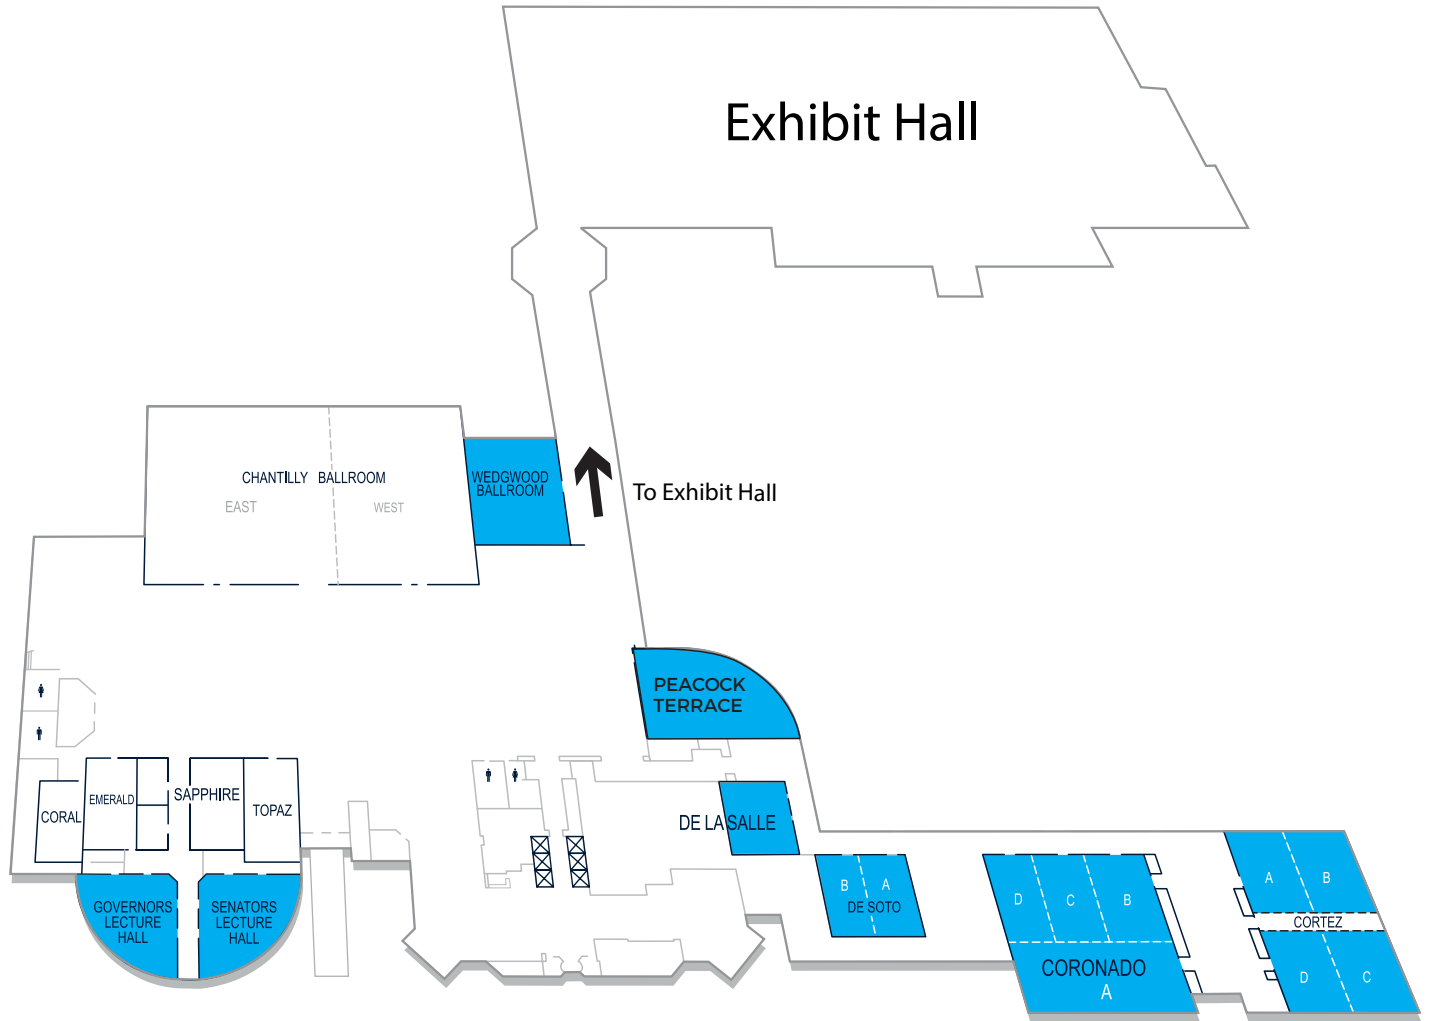 Exhibit Hall
CHANTILLY BALLROOM
EAST
WEST
WEDGWOOD
BALLROOM
To Exhibit Hall
PEACOCK
TERRACE
CORAL
EMERALD
SAPPHIRE
TOPAZ
DE LA SALLE
GOVERNORS
LECTURE
HALL
SENATORS
LECTURE
HALL
B
A
DE SOTO
D
C
B
CORONADO
A
A
B
CORTEZ
D
C